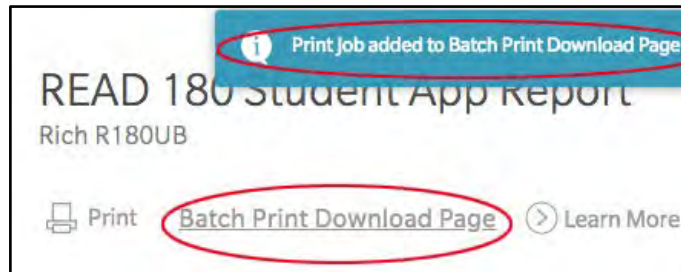 Print Job added to Batch Print Download Page
READ 180 Student App Report
Rich R180UB
Print Batch Print Download Page Learn More